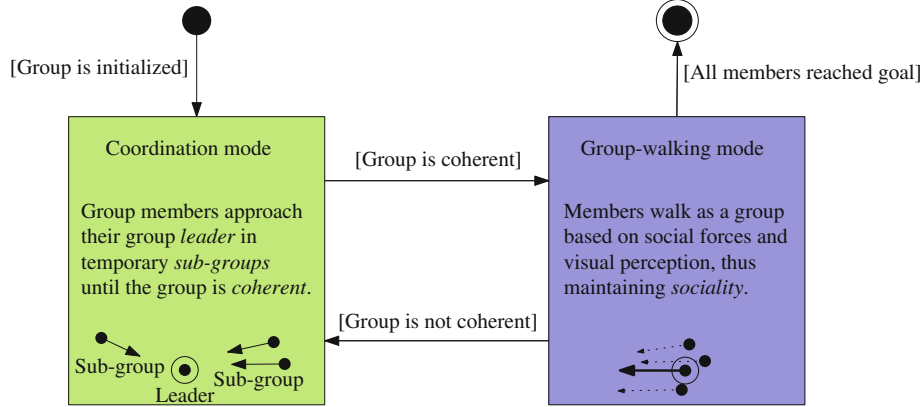 [Group is initialized]
[All members reached goal]
Coordination mode
Group members approach
their group leader in
temporary sub-groups
until the group is coherent.
Sub-group
Leader
Sub-group
[Group is coherent]
[Group is not coherent]
Group-walking mode
Members walk as a group
based on social forces and
visual perception, thus
maintaining sociality.